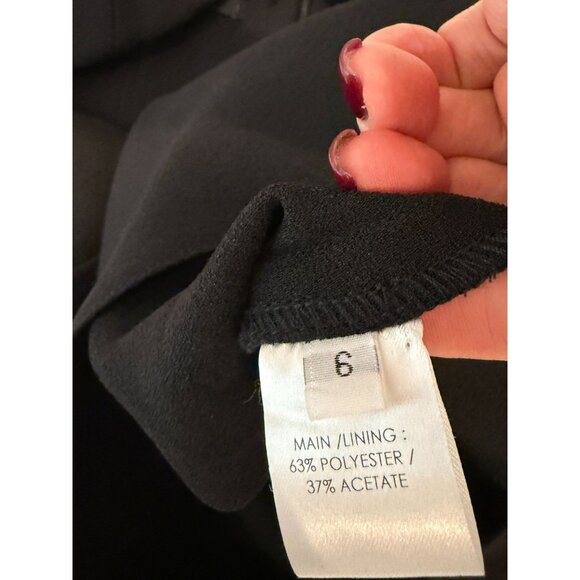 6
MAIN /LINING :
63% POLYESTER /
37% ACETATE